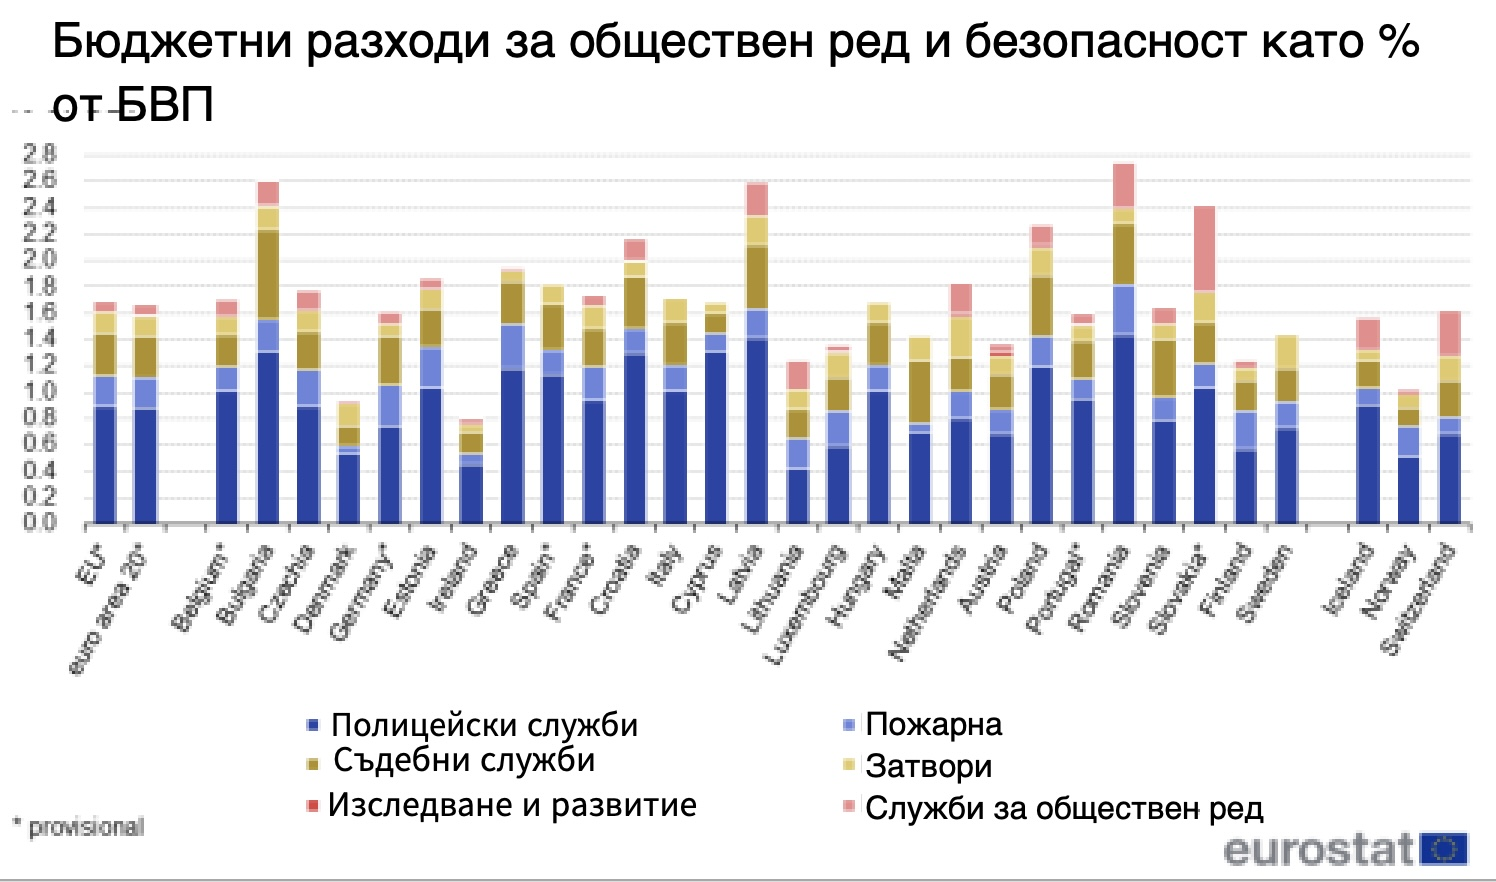 Бюджетни разходи за обществен ред и безопасност като %
от БВП
2.8
2.6
2.4
2.2
2.0
1.8
1.6
1.4
1.2
1.0
0.8
0.6
0.4
0.2
0.0
EU*
euro area 20*
Belgium*
Bulgaria
Czechia
Denmark
Germany*
Estonia
Ireland
Greece
Spain*
France*
Croatia
Italy
Cyprus
Latvia
Lithuania
Luxembourg
Hungary
Malta
Netherlands
Austria
Poland
Portugal*
Romania
Slovenia
Slovakia*
Finland
Sweden
Iceland
Norway
Switzerland
Полицейски служби
Пожарна
Съдебни служби
Затвори
Изследване и развитие
Служби за обществен ред
* provisional
eurostat